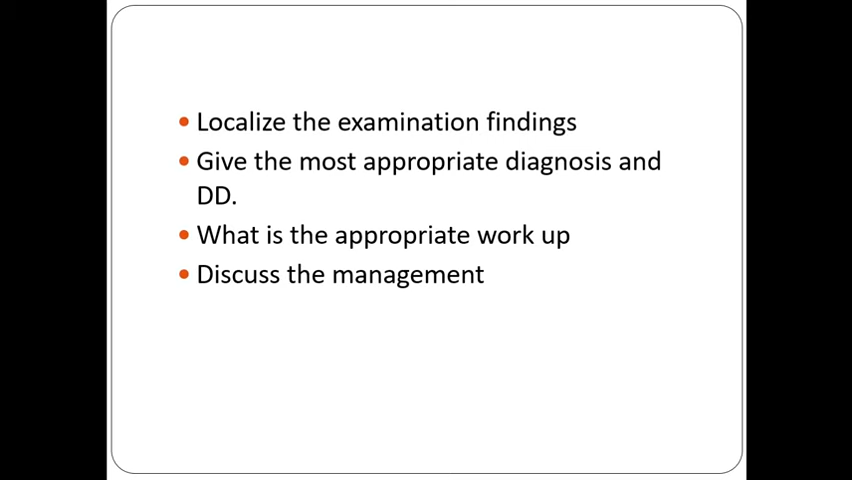 • Localize the examination findings
• Give the most appropriate diagnosis and
DD.
• What is the appropriate work up
• Discuss the management